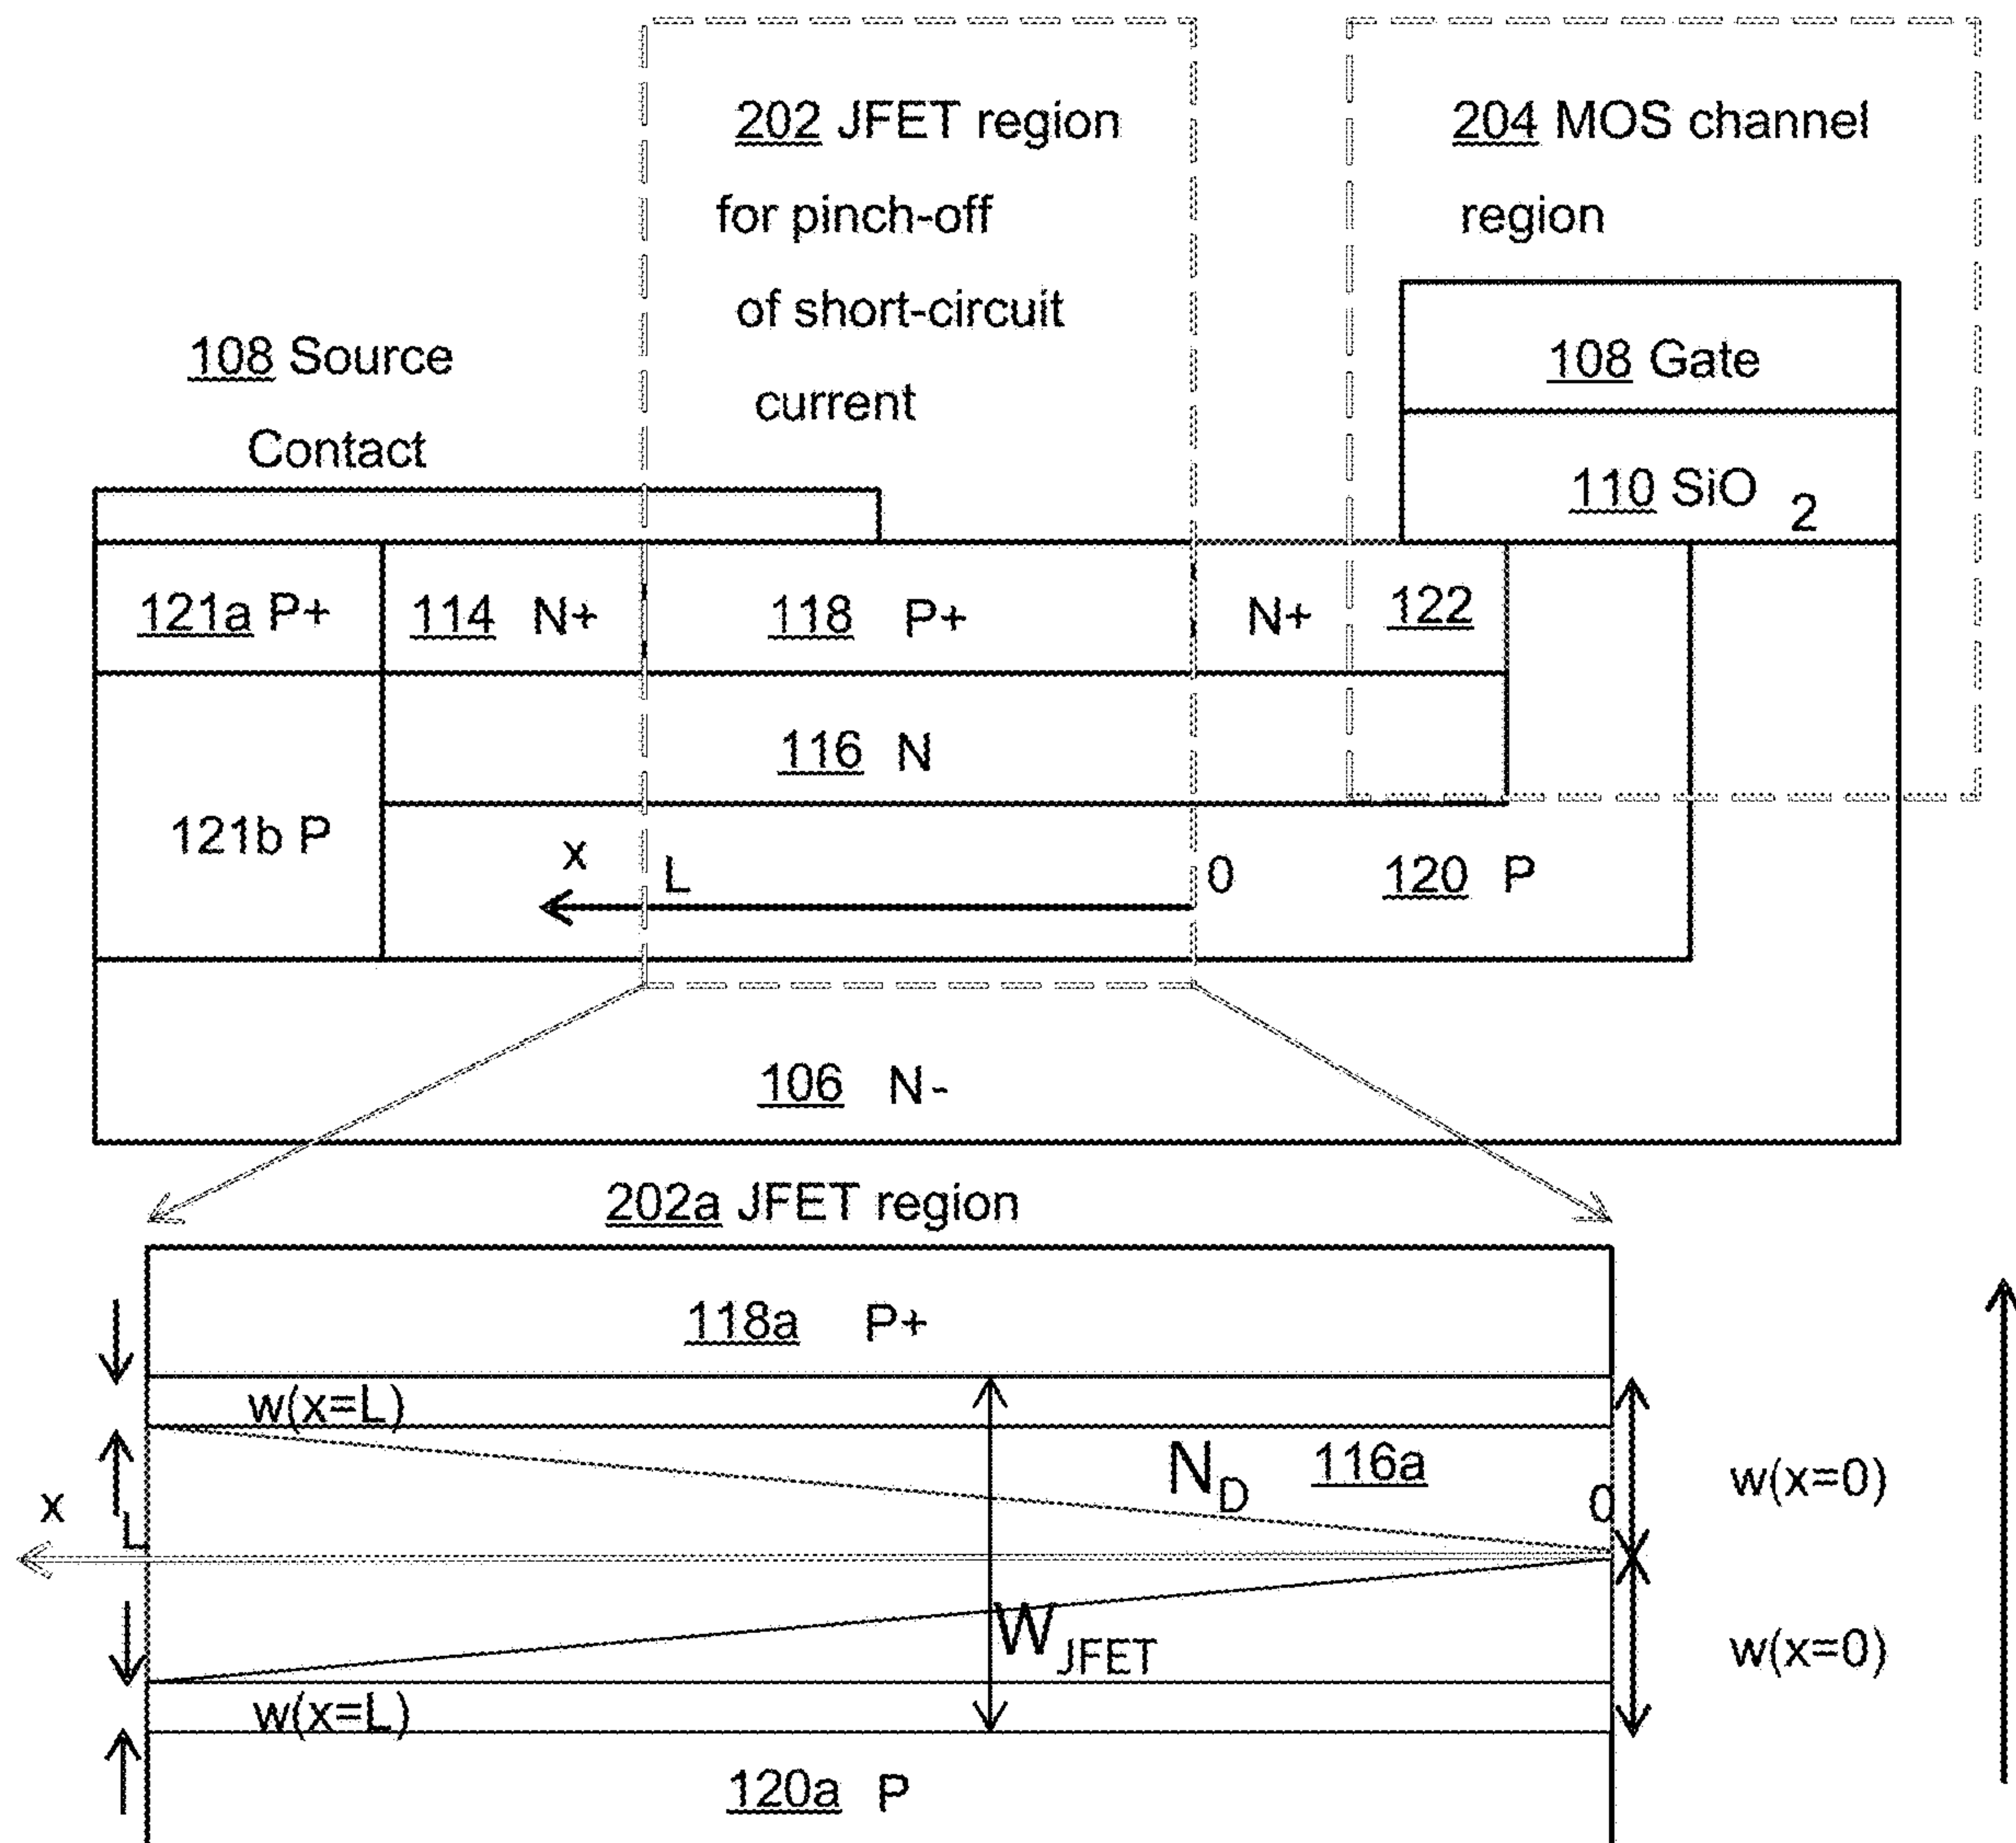 202 JFET region
for pinch-off
of short-circuit
current
204 MOS channel
region
108 Source
Contact
108 Gate
110 SiO 2
121a P+
114 N+
118 P+
N+ 122
116 N
121b P
x
L
0
120 P
106 N-
202a JFET region
118a P+
w(x=L)
N_D
116a
w(x=0)
x
L
0
W_JFET
w(x=0)
w(x=L)
120a P